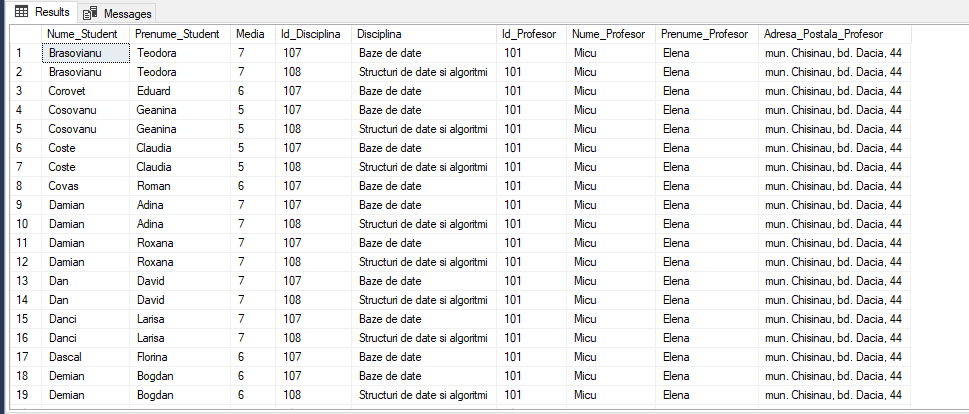 Results Messages
Nume_Student Prenume_Student Media Id_Disciplina Disciplina Id_Profesor Nume_Profesor Prenume_Profesor Adresa_Postala_Profesor
1 Brasovianu Teodora 7 107 Baze de date 101 Micu Elena mun. Chisinau, bd. Dacia, 44
2 Brasovianu Teodora 7 108 Structuri de date si algoritmi 101 Micu Elena mun. Chisinau, bd. Dacia, 44
3 Corovet Eduard 6 107 Baze de date 101 Micu Elena mun. Chisinau, bd. Dacia, 44
4 Cosovanu Geanina 5 107 Baze de date 101 Micu Elena mun. Chisinau, bd. Dacia, 44
5 Cosovanu Geanina 5 108 Structuri de date si algoritmi 101 Micu Elena mun. Chisinau, bd. Dacia, 44
6 Coste Claudia 5 107 Baze de date 101 Micu Elena mun. Chisinau, bd. Dacia, 44
7 Coste Claudia 5 108 Structuri de date si algoritmi 101 Micu Elena mun. Chisinau, bd. Dacia, 44
8 Covas Roman 6 107 Baze de date 101 Micu Elena mun. Chisinau, bd. Dacia, 44
9 Damian Adina 7 107 Baze de date 101 Micu Elena mun. Chisinau, bd. Dacia, 44
10 Damian Adina 7 108 Structuri de date si algoritmi 101 Micu Elena mun. Chisinau, bd. Dacia, 44
11 Damian Roxana 7 107 Baze de date 101 Micu Elena mun. Chisinau, bd. Dacia, 44
12 Damian Roxana 7 108 Structuri de date si algoritmi 101 Micu Elena mun. Chisinau, bd. Dacia, 44
13 Dan David 7 107 Baze de date 101 Micu Elena mun. Chisinau, bd. Dacia, 44
14 Dan David 7 108 Structuri de date si algoritmi 101 Micu Elena mun. Chisinau, bd. Dacia, 44
15 Danci Larisa 7 107 Baze de date 101 Micu Elena mun. Chisinau, bd. Dacia, 44
16 Danci Larisa 7 108 Structuri de date si algoritmi 101 Micu Elena mun. Chisinau, bd. Dacia, 44
17 Dascal Florina 6 107 Baze de date 101 Micu Elena mun. Chisinau, bd. Dacia, 44
18 Demian Bogdan 6 107 Baze de date 101 Micu Elena mun. Chisinau, bd. Dacia, 44
19 Demian Bogdan 6 108 Structuri de date si algoritmi 101 Micu Elena mun. Chisinau, bd. Dacia, 44